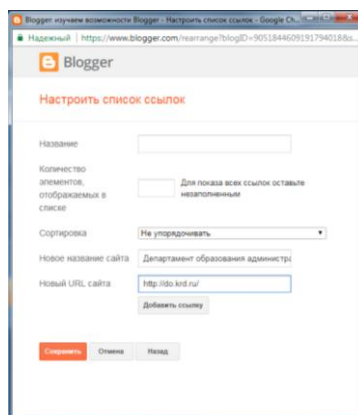 Blogger: изучаем возможности Blogger - Настроить список ссылок - Google Ch...
Надежный | https://www.blogger.com/rearrange?blogID=9051844609191794018&s...
Blogger
Настроить список ссылок
Название
Количество
элементов,
отображаемых в
списке
Для показа всех ссылок оставьте
незаполненным
Сортировка
Не упорядочивать
Новое название сайта
Департамент образования администра
Новый URL сайта
http://do.krd.ru/
Добавить ссылку
Сохранить
Отмена
Назад